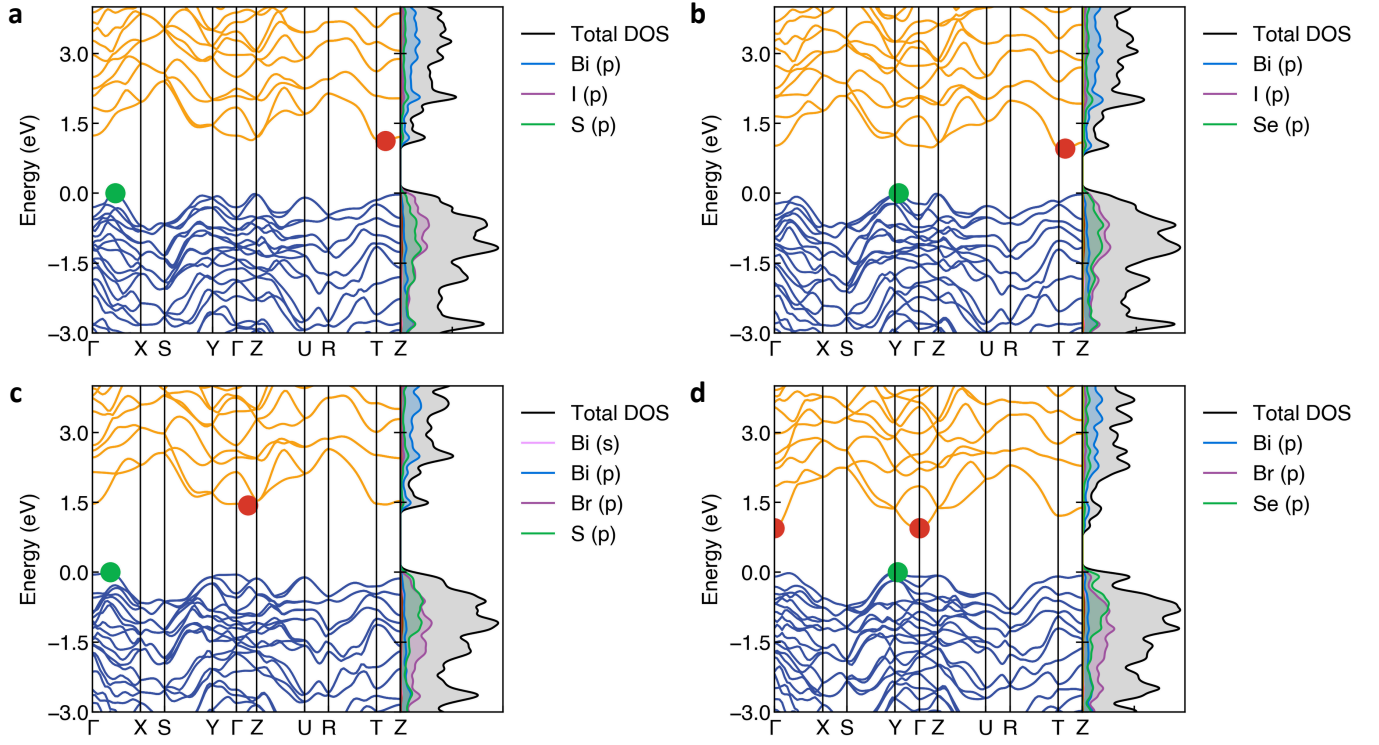 a
Energy (eV)
3.0
1.5
0.0
−1.5
−3.0
Γ X S Y Γ Z U R T Z
Total DOS
Bi (p)
I (p)
S (p)
b
Energy (eV)
3.0
1.5
0.0
−1.5
−3.0
Γ X S Y Γ Z U R T Z
Total DOS
Bi (p)
I (p)
Se (p)
c
Energy (eV)
3.0
1.5
0.0
−1.5
−3.0
Γ X S Y Γ Z U R T Z
Total DOS
Bi (s)
Bi (p)
Br (p)
S (p)
d
Energy (eV)
3.0
1.5
0.0
−1.5
−3.0
Γ X S Y Γ Z U R T Z
Total DOS
Bi (p)
Br (p)
Se (p)